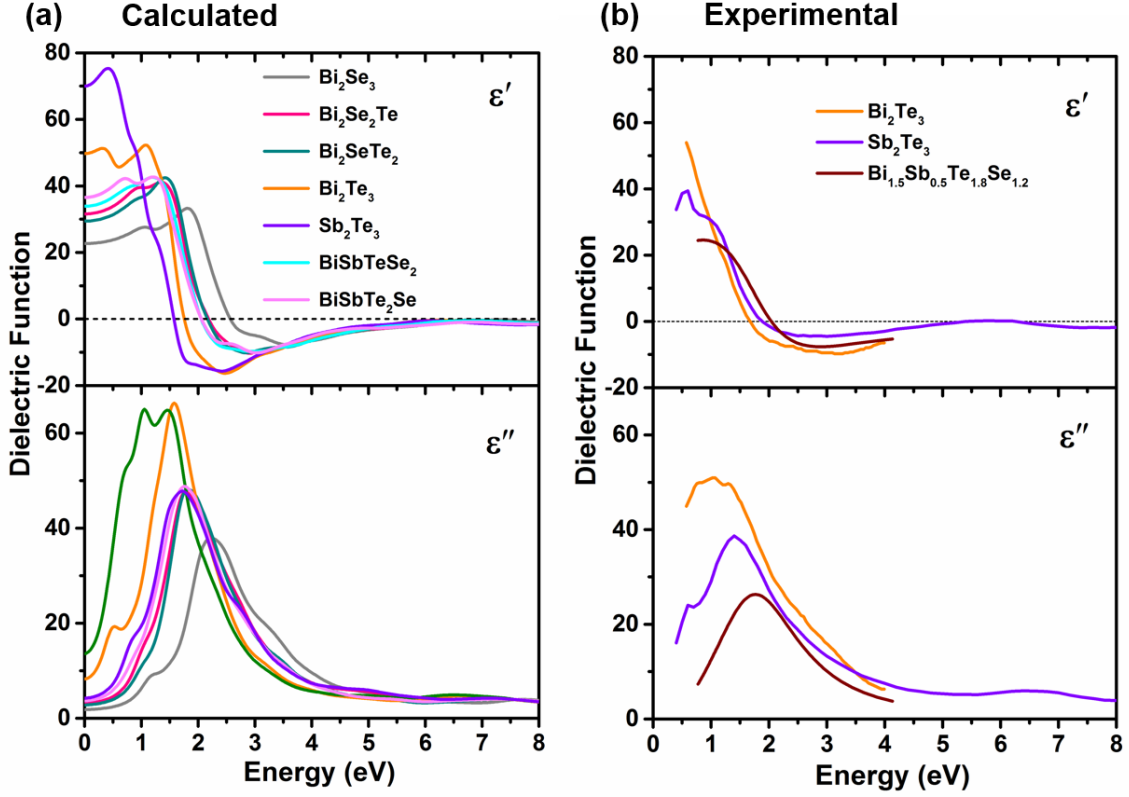 (a) Calculated
80
60
40
20
0
-20
Bi₂Se₃
Bi₂Se₂Te
Bi₂SeTe₂
Bi₂Te₃
Sb₂Te₃
BiSbTeSe₂
BiSbTe₂Se
ε′
Dielectric Function
60
40
20
0
ε″
0 1 2 3 4 5 6 7 8
Energy (eV)
(b) Experimental
80
60
40
20
0
-20
Bi₂Te₃
Sb₂Te₃
Bi₁.₅Sb₀.₅Te₁.₈Se₁.₂
ε′
Dielectric Function
60
40
20
0
ε″
0 1 2 3 4 5 6 7 8
Energy (eV)